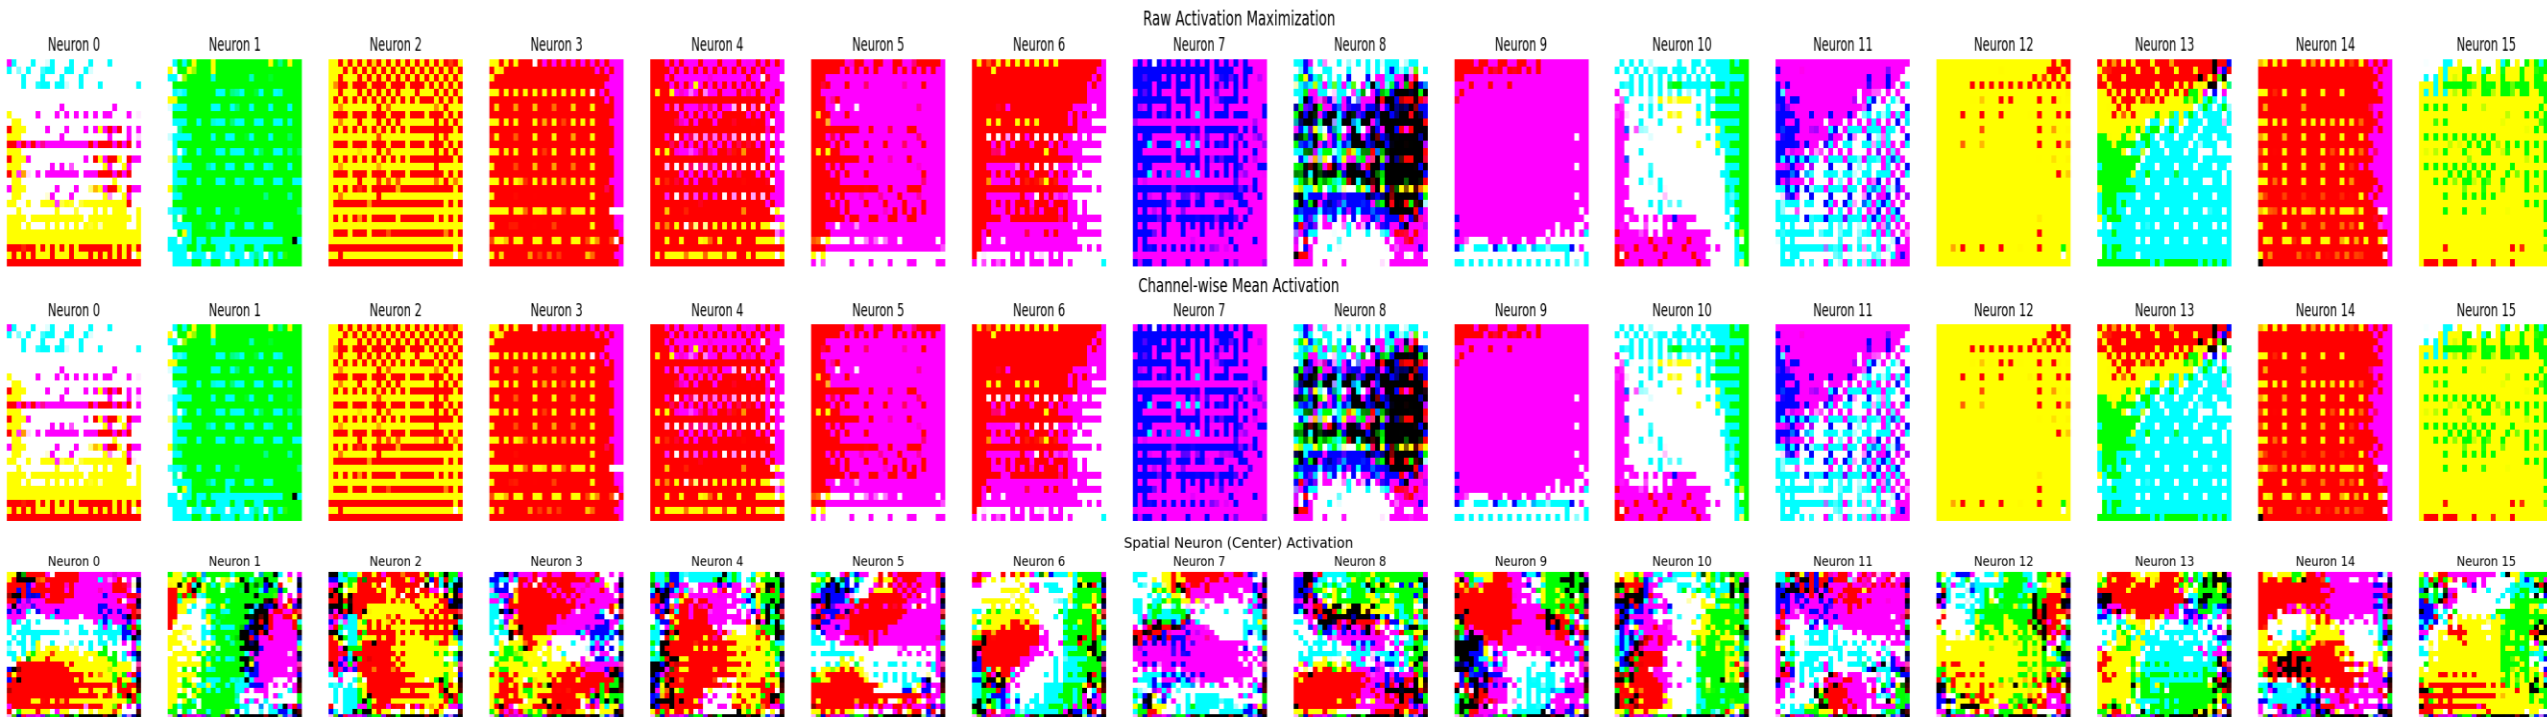 Raw Activation Maximization
Neuron 0 Neuron 1 Neuron 2 Neuron 3 Neuron 4 Neuron 5 Neuron 6 Neuron 7 Neuron 8 Neuron 9 Neuron 10 Neuron 11 Neuron 12 Neuron 13 Neuron 14 Neuron 15
Channel-wise Mean Activation
Neuron 0 Neuron 1 Neuron 2 Neuron 3 Neuron 4 Neuron 5 Neuron 6 Neuron 7 Neuron 8 Neuron 9 Neuron 10 Neuron 11 Neuron 12 Neuron 13 Neuron 14 Neuron 15
Spatial Neuron (Center) Activation
Neuron 0 Neuron 1 Neuron 2 Neuron 3 Neuron 4 Neuron 5 Neuron 6 Neuron 7 Neuron 8 Neuron 9 Neuron 10 Neuron 11 Neuron 12 Neuron 13 Neuron 14 Neuron 15